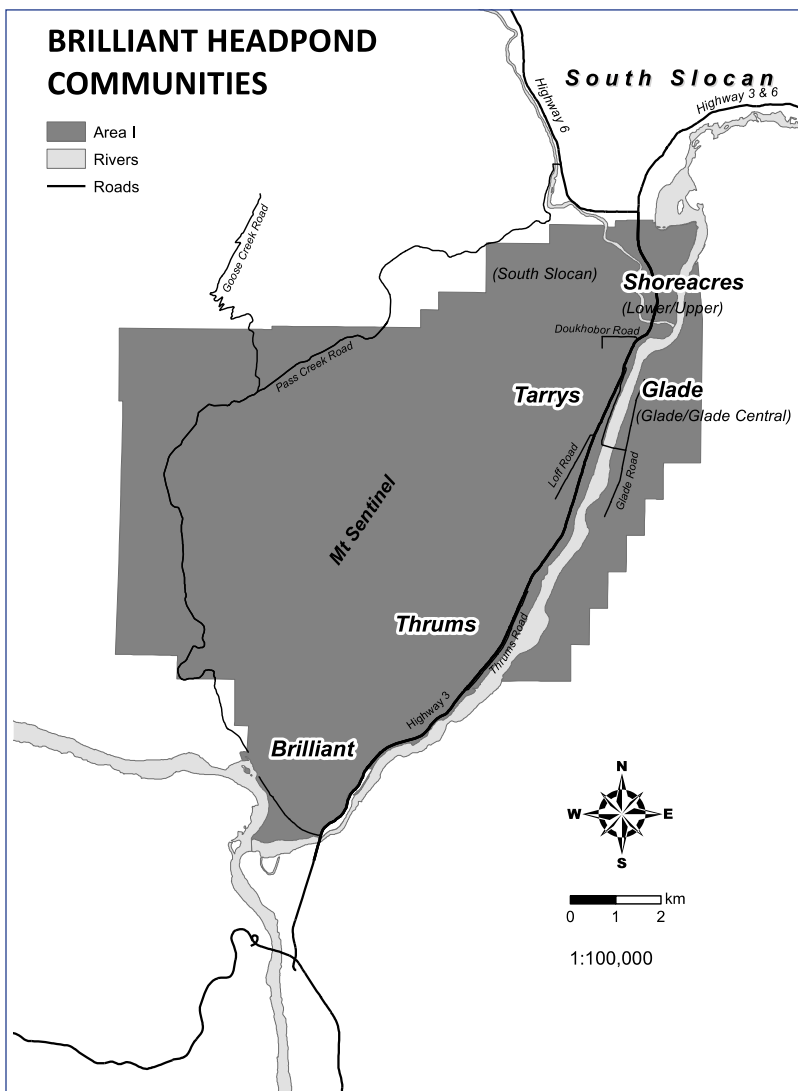 BRILLIANT HEADPOND
COMMUNITIES
Area I
Rivers
Roads
South Slocan
Highway 6
Highway 3 & 6
Goose Creek Road
(South Slocan)
Shoreacres
(Lower/Upper)
Doukhobor Road
Pass Creek Road
Tarrys
Glade
(Glade/Glade Central)
Loff Road
Glade Road
Mt Sentinel
Thrums
Thrums Road
Highway 3
Brilliant
N
W E
S
km
0 1 2
1:100,000